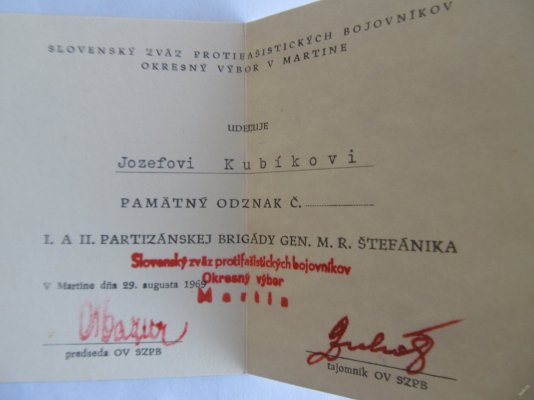 SLOVENSKÝ ZVÄZ PROTIFAŠISTICKÝCH BOJOVNÍKOV
OKRESNÝ VÝBOR V MARTINE
UDEĽUJE
Jozefovi Kubíkovi
PAMÄTNÝ ODZNAK Č.
I. A II. PARTIZÁNSKEJ BRIGÁDY GEN. M. R. ŠTEFÁNIKA
Slovenský zväz protifašistických bojovníkov
Okresný výbor
Martin
V Martine dňa 29. augusta 1969
predseda OV SZPB
tajomník OV SZPB